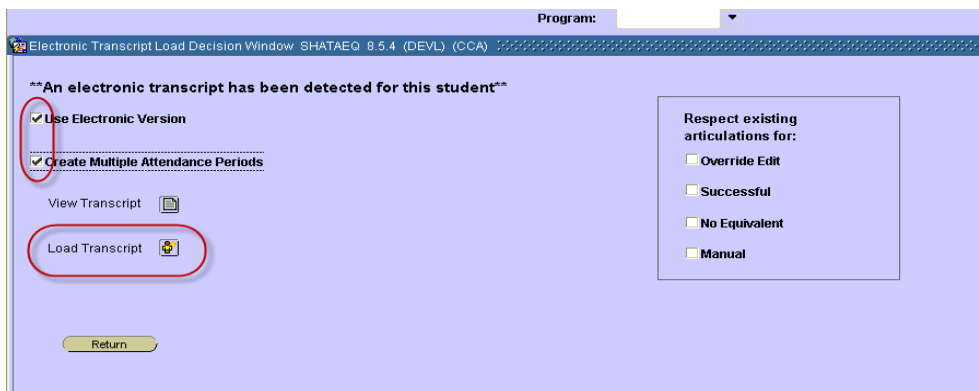 Program:
Electronic Transcript Load Decision Window SHATAEQ 8.5.4 (DEVL) (CCA)
**An electronic transcript has been detected for this student**
Use Electronic Version
Create Multiple Attendance Periods
View Transcript
Load Transcript
Return
Respect existing
articulations for:
Override Edit
Successful
No Equivalent
Manual